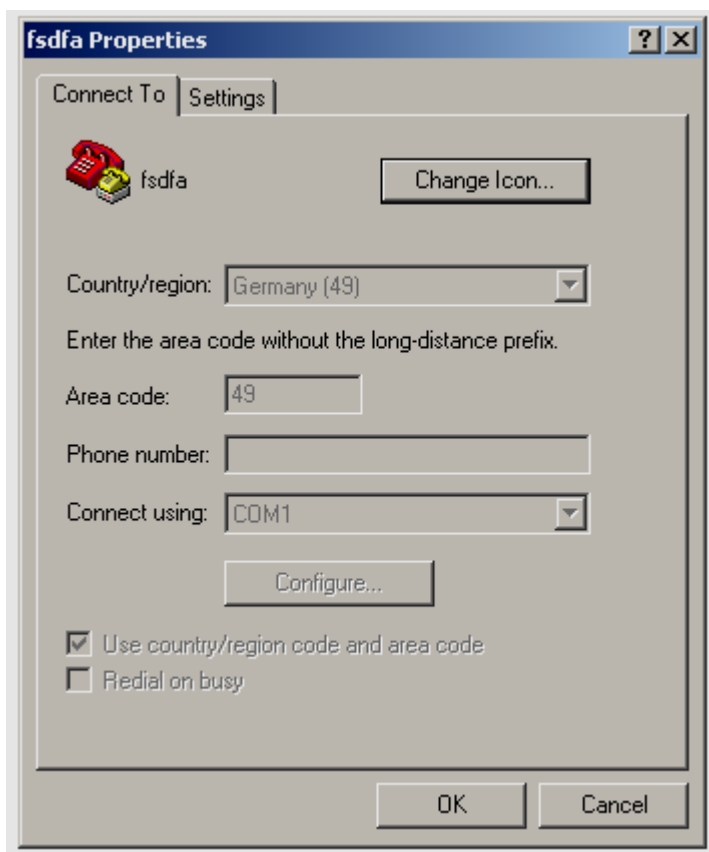 fsdfa Properties
Connect To Settings
fsdfa Change Icon...
Country/region: Germany (49)
Enter the area code without the long-distance prefix.
Area code: 49
Phone number:
Connect using: COM1
Configure...
Use country/region code and area code
Redial on busy
OK Cancel